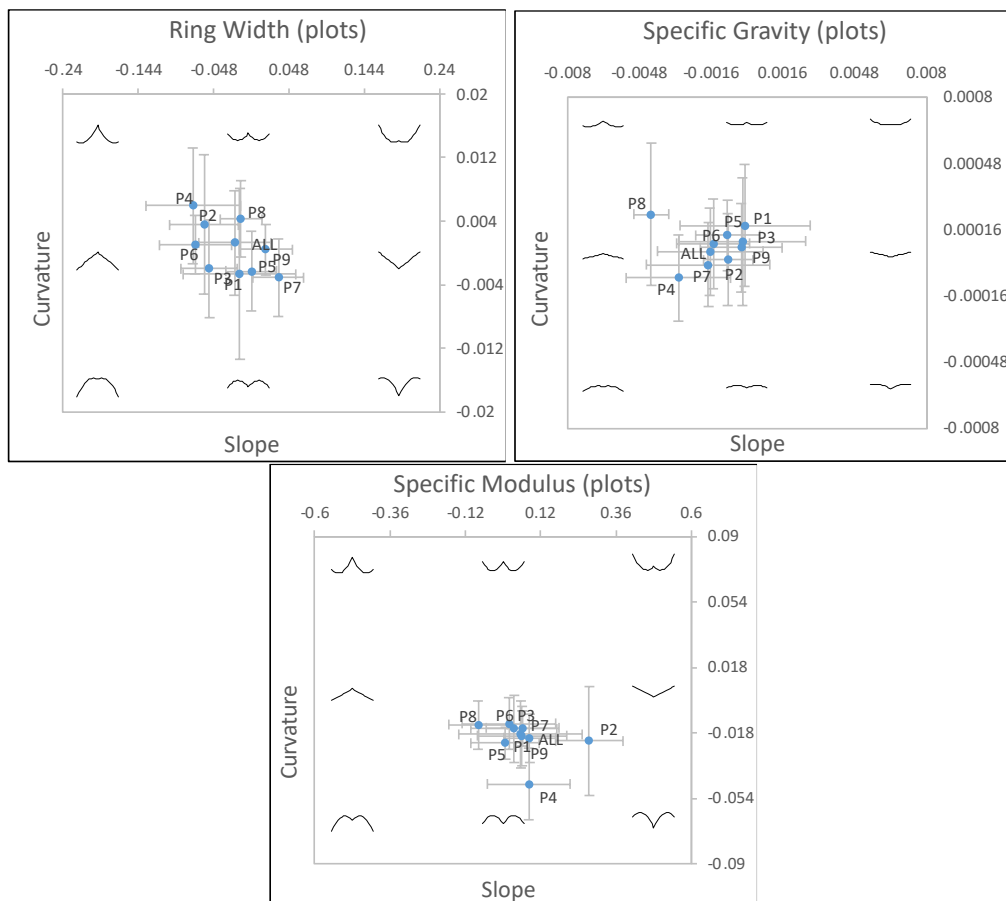 Ring Width (plots)
-0.24 -0.144 -0.048 0.048 0.144 0.24
0.02
0.012
0.004
-0.004
-0.012
-0.02
P4
P2
P8
P6
ALL
P9
P3
P5
P1
P7
Curvature
Slope
Specific Gravity (plots)
-0.008 -0.0048 -0.0016 0.0016 0.0048 0.008
0.0008
0.00048
0.00016
-0.00016
-0.00048
-0.0008
P8
P5 P1
P6 P3
ALL P9
P7 P2
P4
Curvature
Slope
Specific Modulus (plots)
-0.6 -0.36 -0.12 0.12 0.36 0.6
0.09
0.054
0.018
-0.018
-0.054
-0.09
P8 P6 P3
P7 P2
ALL
P1
P5 P9
P4
Curvature
Slope